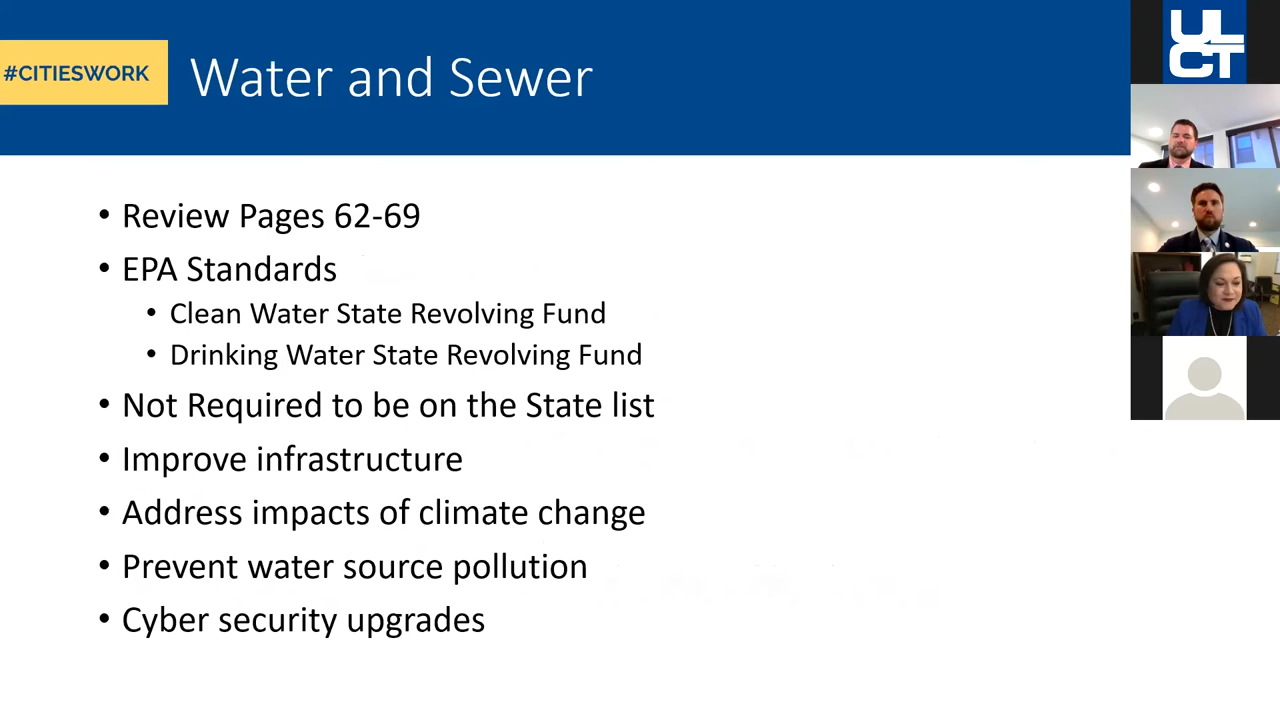 #CITIESWORK
Water and Sewer
ULCT
• Review Pages 62-69
• EPA Standards
• Clean Water State Revolving Fund
• Drinking Water State Revolving Fund
• Not Required to be on the State list
• Improve infrastructure
• Address impacts of climate change
• Prevent water source pollution
• Cyber security upgrades